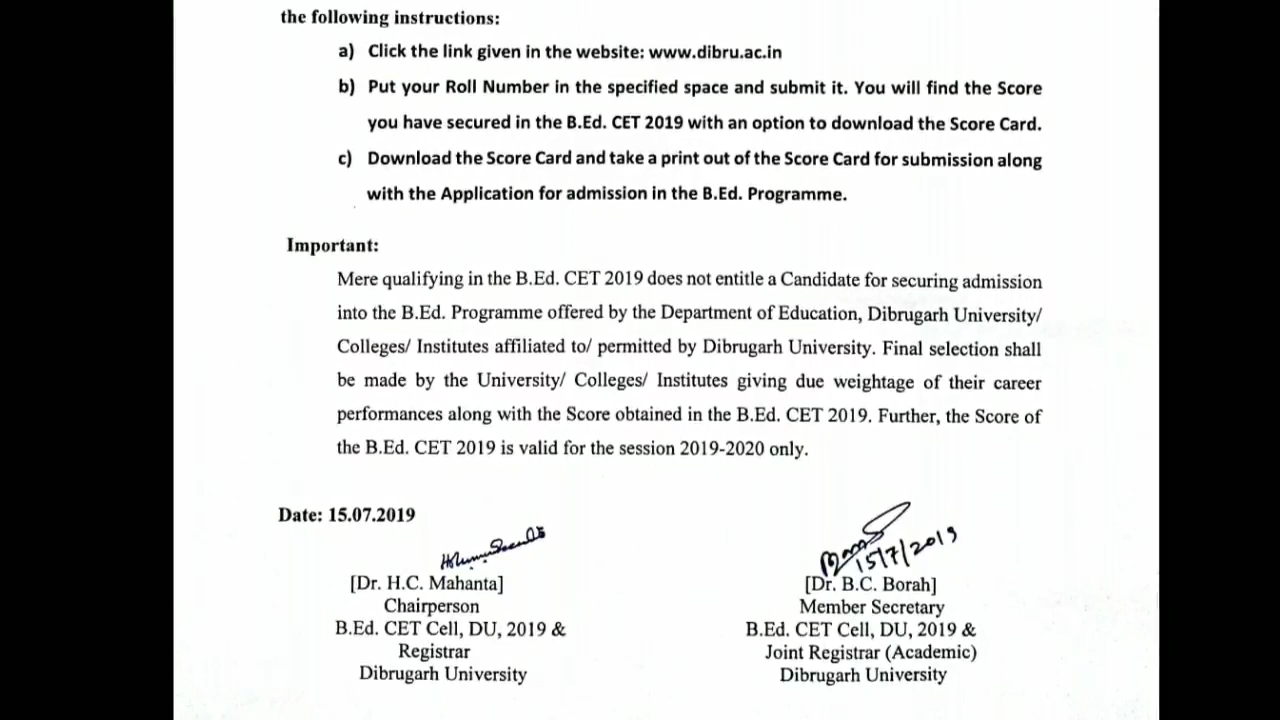 the following instructions:
a) Click the link given in the website: www.dibru.ac.in
b) Put your Roll Number in the specified space and submit it. You will find the Score
you have secured in the B.Ed. CET 2019 with an option to download the Score Card.
c) Download the Score Card and take a print out of the Score Card for submission along
with the Application for admission in the B.Ed. Programme.
Important:
Mere qualifying in the B.Ed. CET 2019 does not entitle a Candidate for securing admission
into the B.Ed. Programme offered by the Department of Education, Dibrugarh University/
Colleges/ Institutes affiliated to/ permitted by Dibrugarh University. Final selection shall
be made by the University/ Colleges/ Institutes giving due weightage of their career
performances along with the Score obtained in the B.Ed. CET 2019. Further, the Score of
the B.Ed. CET 2019 is valid for the session 2019-2020 only.
Date: 15.07.2019
15/7/2019
[Dr. H.C. Mahanta]
Chairperson
B.Ed. CET Cell, DU, 2019 &
Registrar
Dibrugarh University
[Dr. B.C. Borah]
Member Secretary
B.Ed. CET Cell, DU, 2019 &
Joint Registrar (Academic)
Dibrugarh University